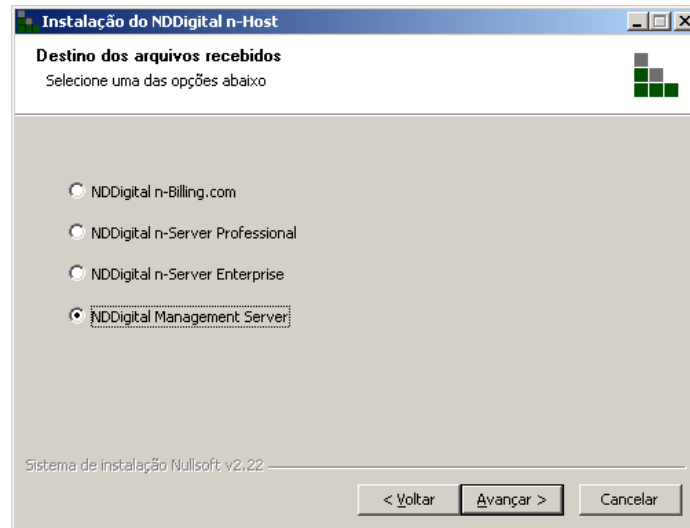 Instalação do NDDigital n-Host
Destino dos arquivos recebidos
Selecione uma das opções abaixo
NDDigital n-Billing.com
NDDigital n-Server Professional
NDDigital n-Server Enterprise
NDDigital Management Server
Sistema de instalação Nullsoft v2.22
< Voltar Avançar > Cancelar